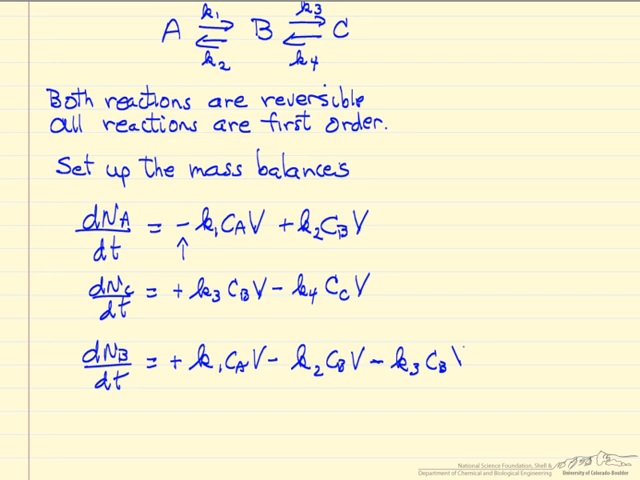 A ⇄ B ⇄ C
k1 k3
k2 k4
Both reactions are reversible
all reactions are first order.
Set up the mass balances
dNA/dt = -k1CAV + k2CBV
↑
dNC/dt = +k3CBV - k4CCV
dNB/dt = +k1CAV - k2CBV - k3CB\
National Science Foundation, Shell &
Department of Chemical and Biological Engineering
University of Colorado-Boulder